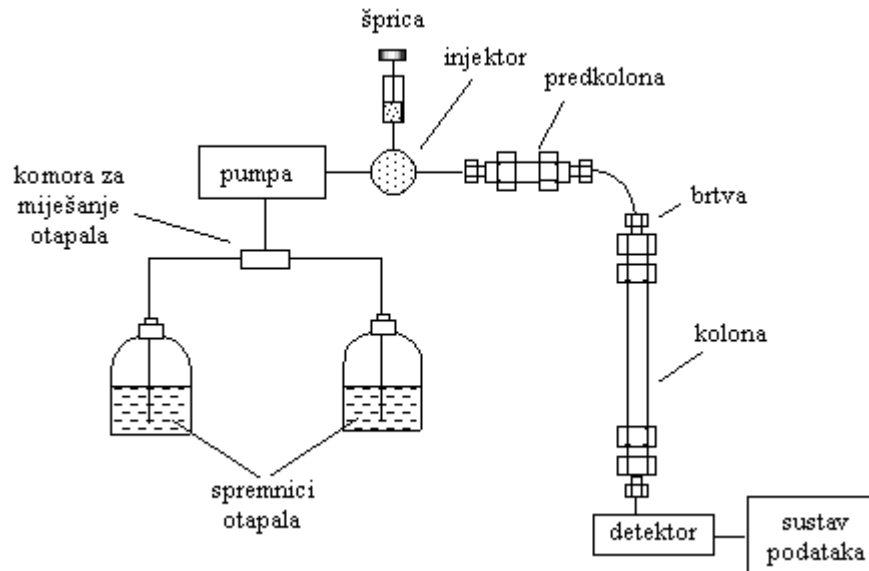 šprica
injektor
predkolona
pumpa
komora za
miješanje
otapala
brtva
kolona
spremnici
otapala
detektor
sustav
podataka